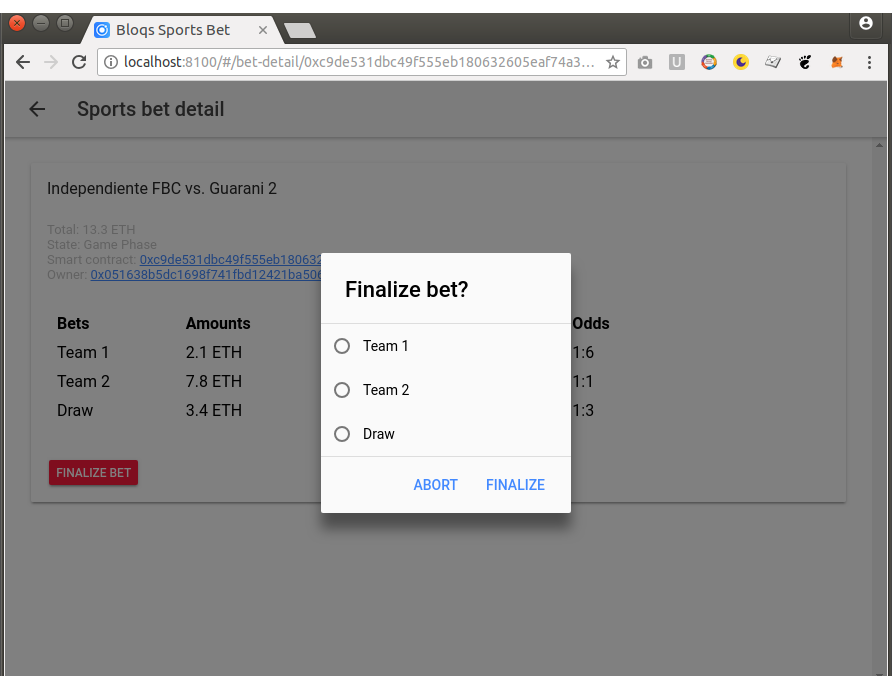 Bloqs Sports Bet
localhost:8100/#/bet-detail/0xc9de531dbc49f555eb180632605eaf74a3...
U
Sports bet detail
Independiente FBC vs. Guarani 2
Total: 13.3 ETH
State: Game Phase
Smart contract: 0xc9de531dbc49f555eb180632
Owner: 0x051638b5dc1698f741fbd12421ba506
Bets Amounts Odds
Team 1 2.1 ETH 1:6
Team 2 7.8 ETH 1:1
Draw 3.4 ETH 1:3
FINALIZE BET
Finalize bet?
Team 1
Team 2
Draw
ABORT FINALIZE